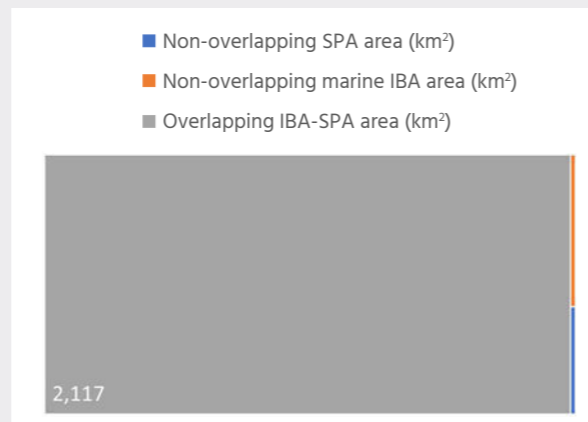 Non-overlapping SPA area (km²)
Non-overlapping marine IBA area (km²)
Overlapping IBA-SPA area (km²)
2,117